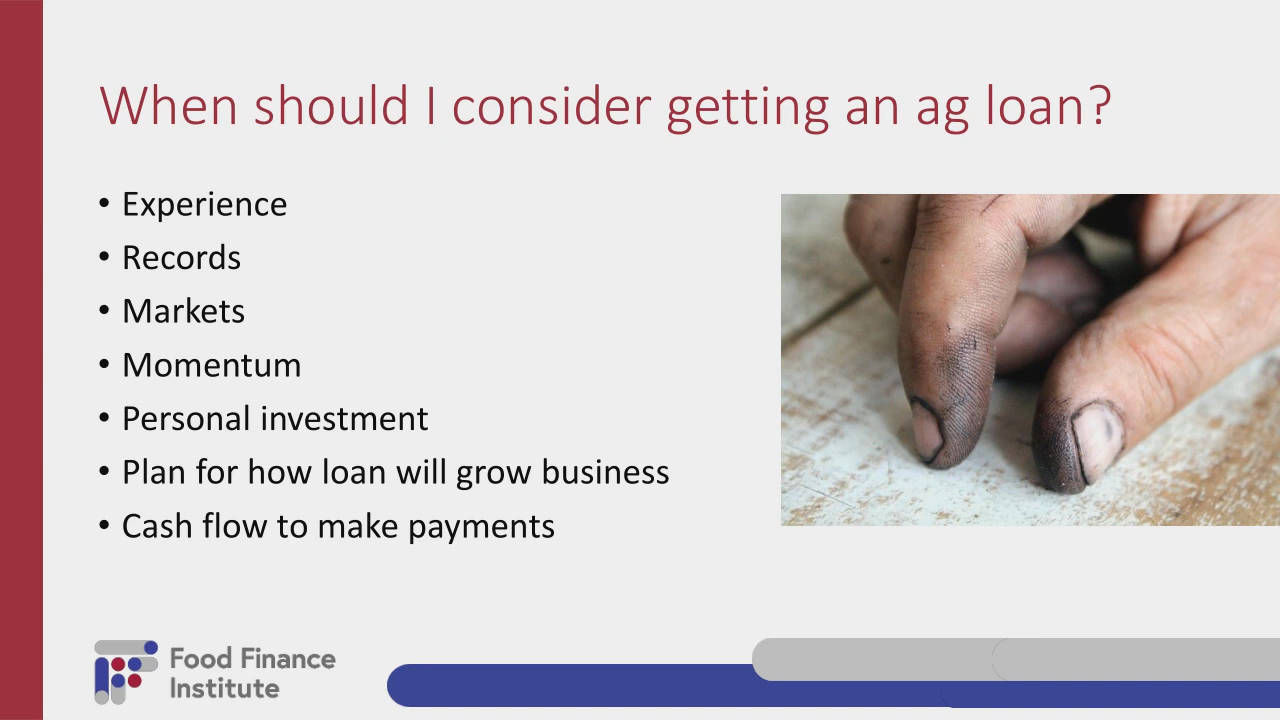 When should I consider getting an ag loan?
• Experience
• Records
• Markets
• Momentum
• Personal investment
• Plan for how loan will grow business
• Cash flow to make payments
Food Finance
Institute